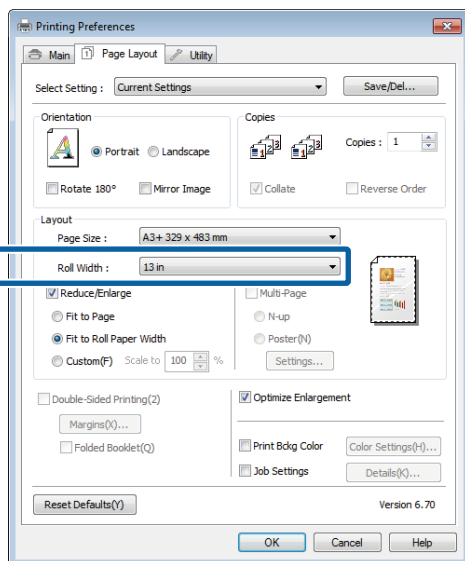 Printing Preferences
Main Page Layout Utility
Select Setting : Current Settings Save/Del...
Orientation Copies
Portrait Landscape Copies : 1
Rotate 180° Mirror Image Collate Reverse Order
Layout
Page Size : A3+ 329 x 483 mm
Roll Width : 13 in
Reduce/Enlarge Multi-Page
Fit to Page N-up
Fit to Roll Paper Width Poster(N)
Custom(F) Scale to 100 % Settings...
Double-Sided Printing(2) Optimize Enlargement
Margins(X)...
Folded Booklet(Q) Print Bckg Color Color Settings(H)...
Job Settings Details(K)...
Reset Defaults(Y) Version 6.70
OK Cancel Help